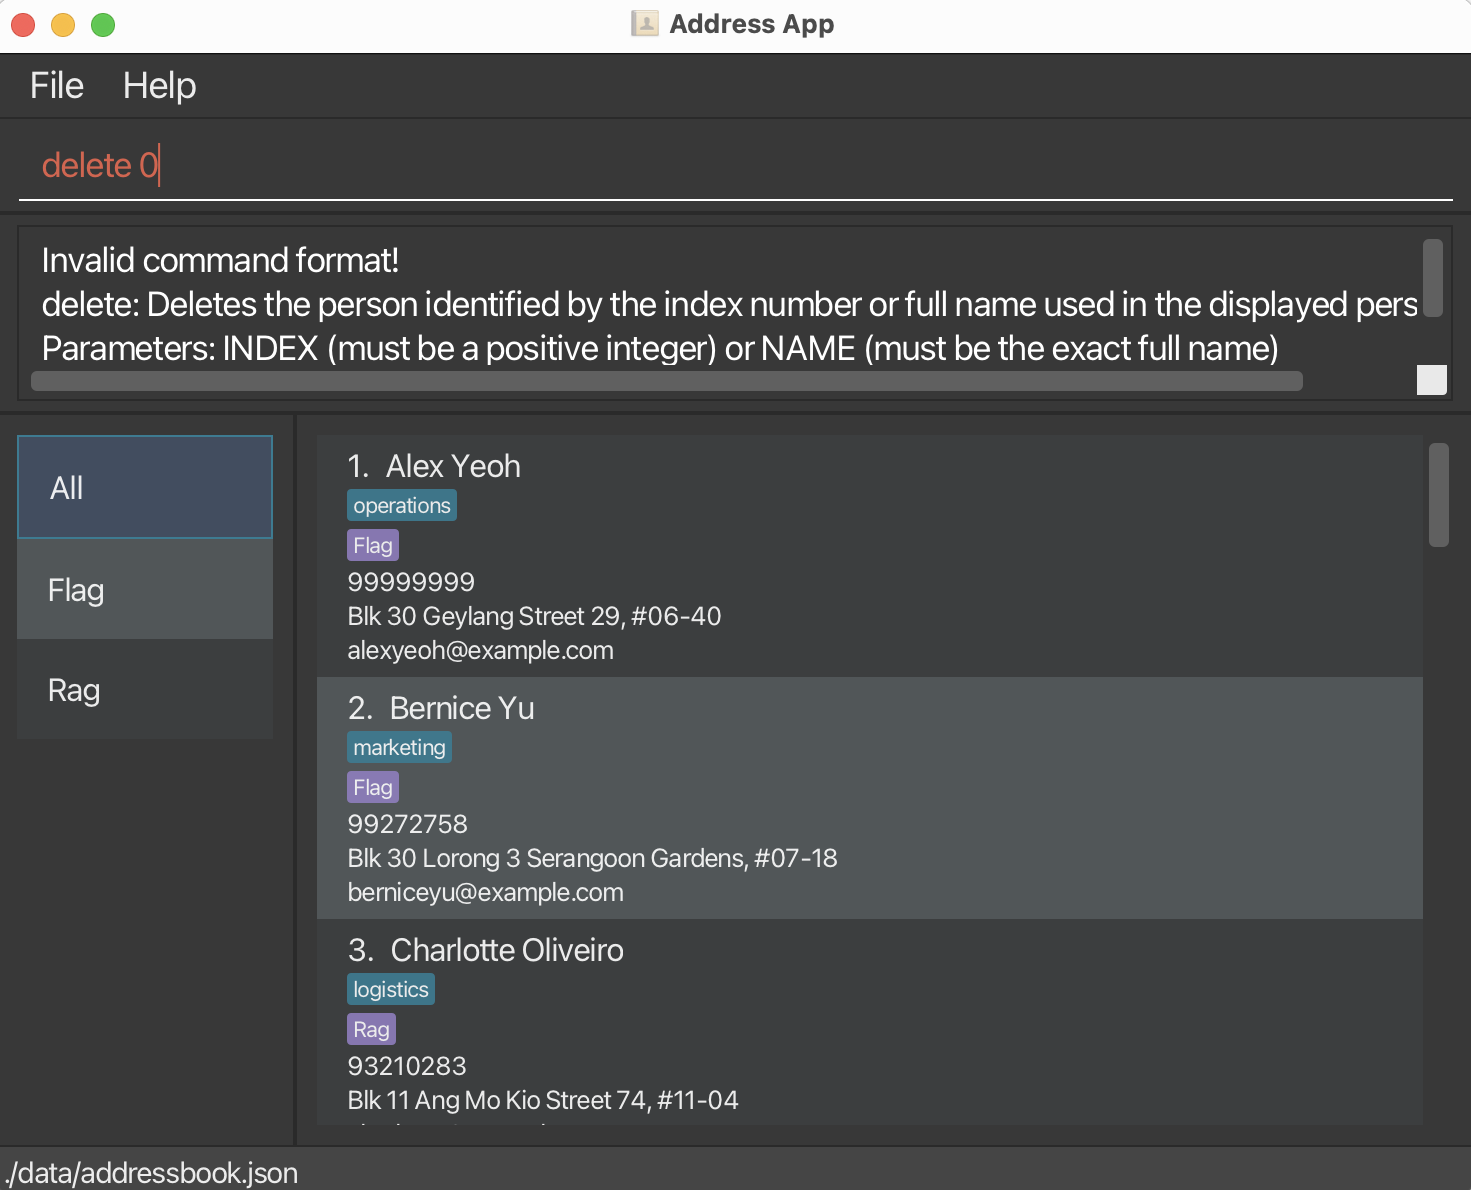 Address App
File Help
delete 0
Invalid command format!
delete: Deletes the person identified by the index number or full name used in the displayed pers
Parameters: INDEX (must be a positive integer) or NAME (must be the exact full name)
All
Flag
Rag
1. Alex Yeoh
operations
Flag
99999999
Blk 30 Geylang Street 29, #06-40
alexyeoh@example.com
2. Bernice Yu
marketing
Flag
99272758
Blk 30 Lorong 3 Serangoon Gardens, #07-18
berniceyu@example.com
3. Charlotte Oliveiro
logistics
Rag
93210283
Blk 11 Ang Mo Kio Street 74, #11-04
./data/addressbook.json